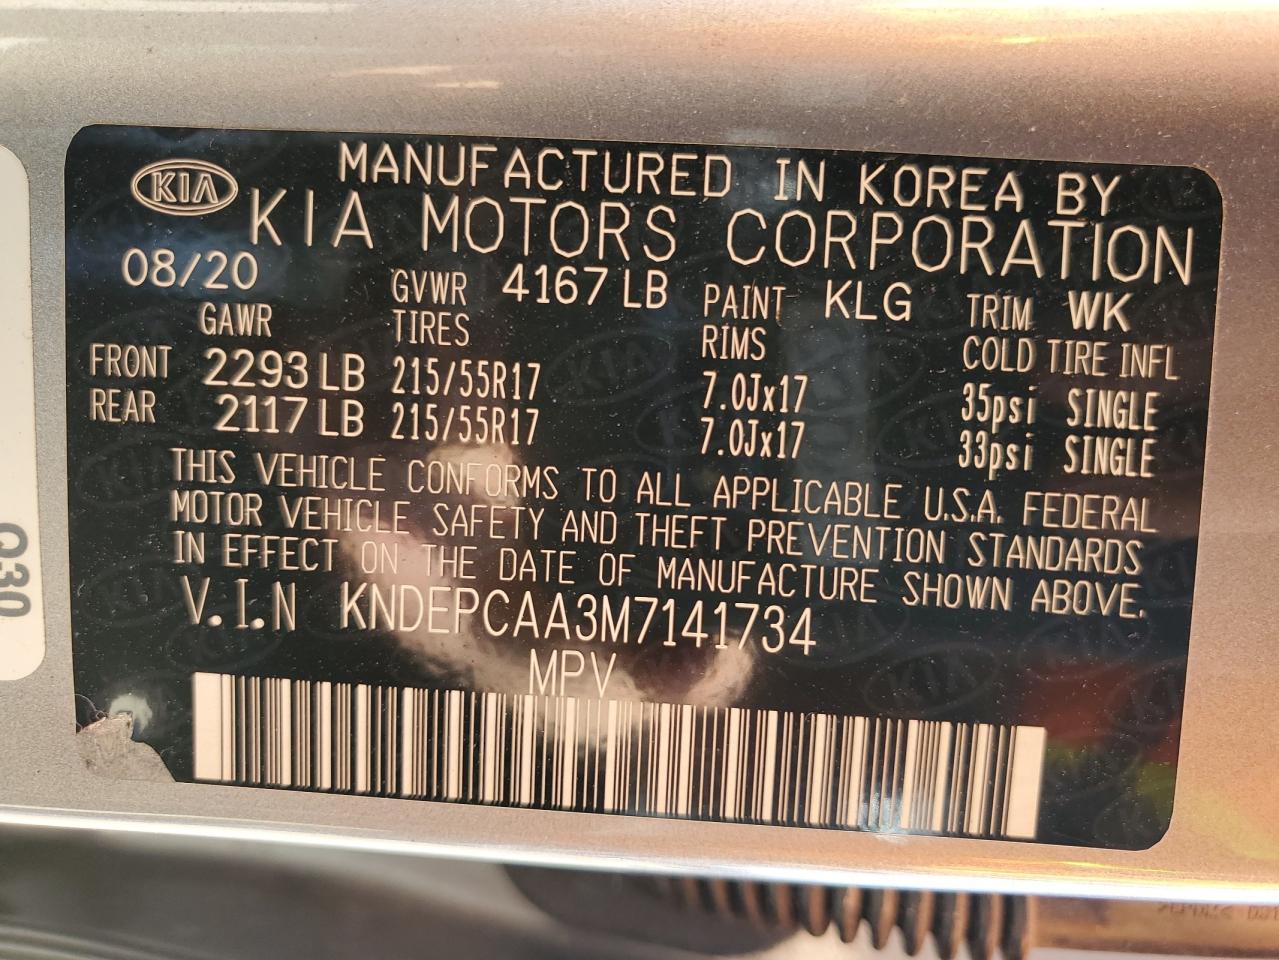 MANUFACTURED IN KOREA BY
KIA KIA MOTORS CORPORATION
08/20 GVWR 4167 LB PAINT KLG TRIM WK
GAWR TIRES RIMS COLD TIRE INFL
FRONT 2293 LB 215/55R17 7.0Jx17 35psi SINGLE
REAR 2117 LB 215/55R17 7.0Jx17 33psi SINGLE
THIS VEHICLE CONFORMS TO ALL APPLICABLE U.S.A. FEDERAL
MOTOR VEHICLE SAFETY AND THEFT PREVENTION STANDARDS
IN EFFECT ON THE DATE OF MANUFACTURE SHOWN ABOVE.
V.I.N KNDEPCAA3M7141734
MPV